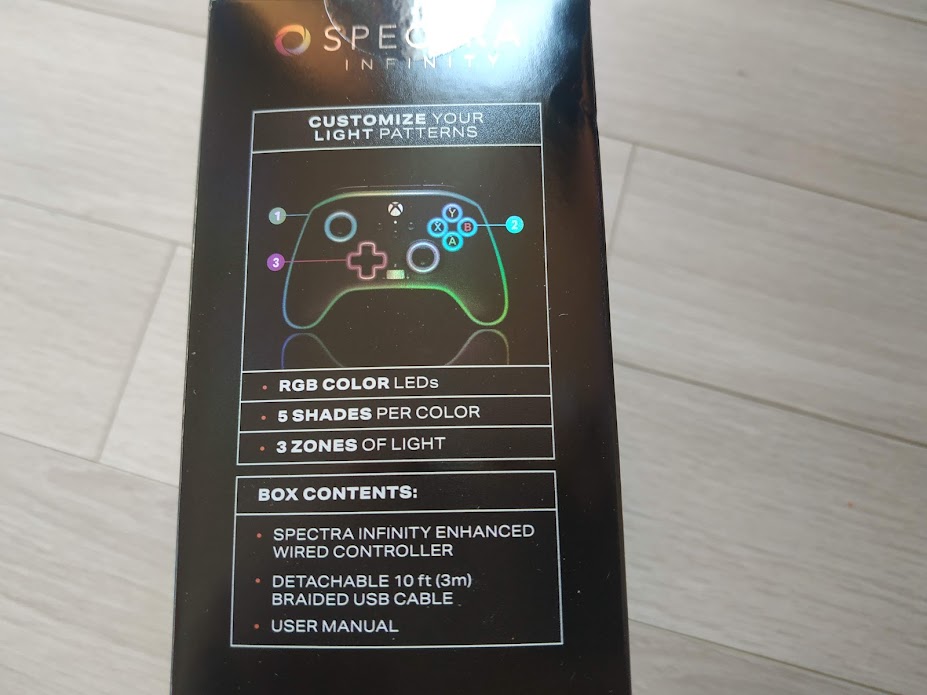 SPECTRA
INFINITY
CUSTOMIZE YOUR
LIGHT PATTERNS
1
Y
X
B
2
A
3
• RGB COLOR LEDs
• 5 SHADES PER COLOR
• 3 ZONES OF LIGHT
BOX CONTENTS:
• SPECTRA INFINITY ENHANCED
WIRED CONTROLLER
• DETACHABLE 10 ft (3m)
BRAIDED USB CABLE
• USER MANUAL